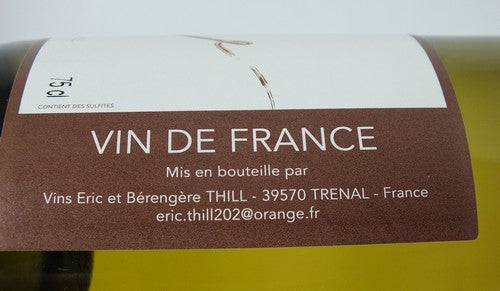 75 cl
CONTIENT DES SULFITES
VIN DE FRANCE
Mis en bouteille par
Vins Eric et Bérengère THILL - 39570 TRENAL - France
eric.thill202@orange.fr